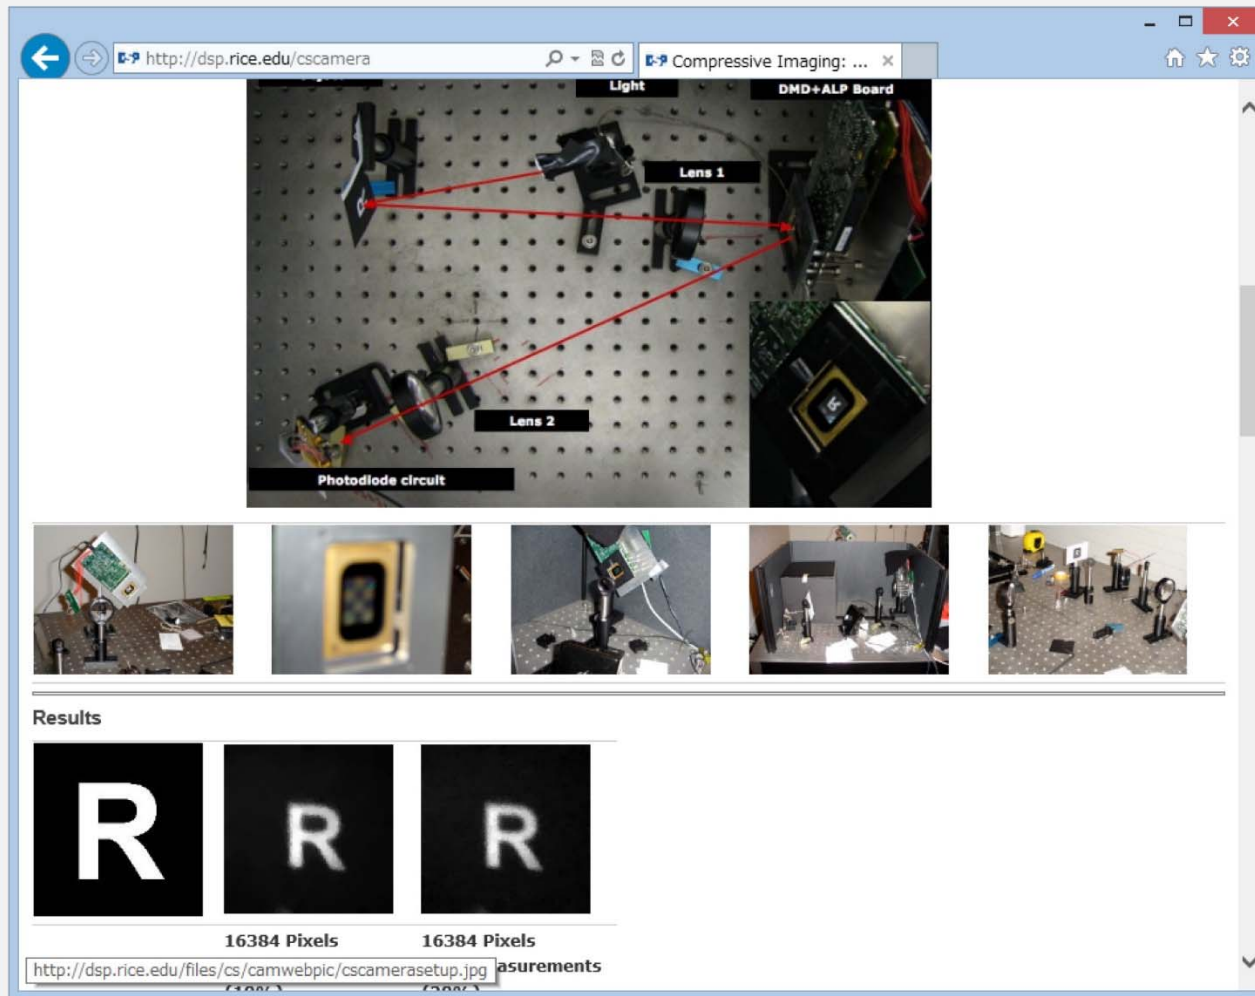 http://dsp.rice.edu/cscamera
DSP Compressive Imaging: ...
Light
DMD+ALP Board
Lens 1
R
Lens 2
Photodiode circuit
Results
R R R
16384 Pixels 16384 Pixels
http://dsp.rice.edu/files/cs/camwebpic/cscamerasetup.jpg asurements